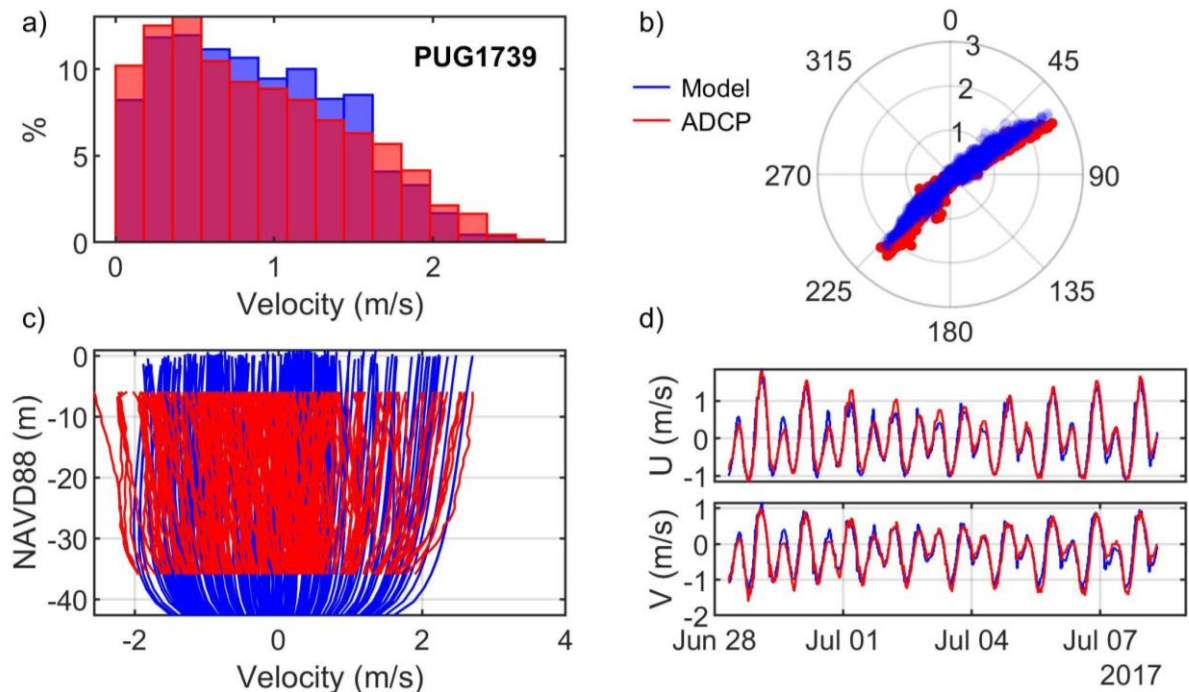 a)
PUG1739
10
5
0
%
0
1
2
Velocity (m/s)
b)
Model
ADCP
0
45
90
135
180
225
270
315
1
2
3
c)
0
-10
-20
-30
-40
NAVD88 (m)
-2
0
2
4
Velocity (m/s)
d)
1
0
-1
U (m/s)
1
0
-1
-2
V (m/s)
Jun 28
Jul 01
Jul 04
Jul 07
2017